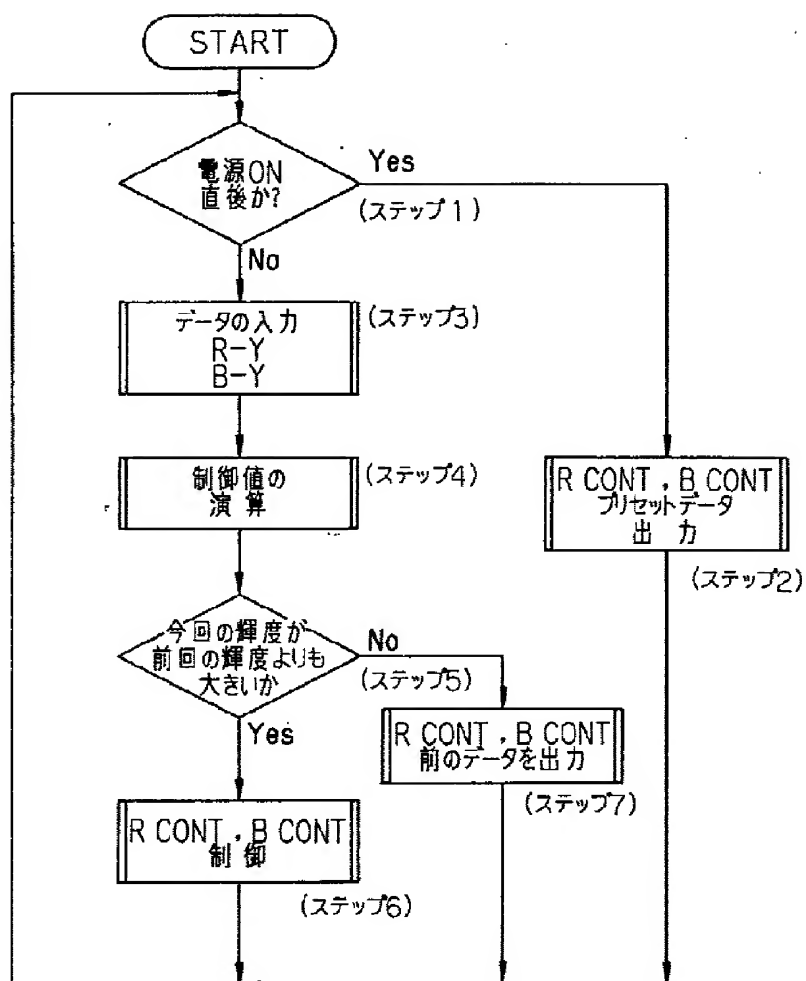 START
電源ON
直後か?
Yes
(ステップ1)
No
データの入力
R-Y
B-Y
(ステップ3)
制御値の
演算
(ステップ4)
R CONT , B CONT
プリセットデータ
出力
(ステップ2)
今回の輝度が
前回の輝度よりも
大きいか
No
(ステップ5)
Yes
R CONT , B CONT
前のデータを出力
(ステップ7)
R CONT , B CONT
制御
(ステップ6)